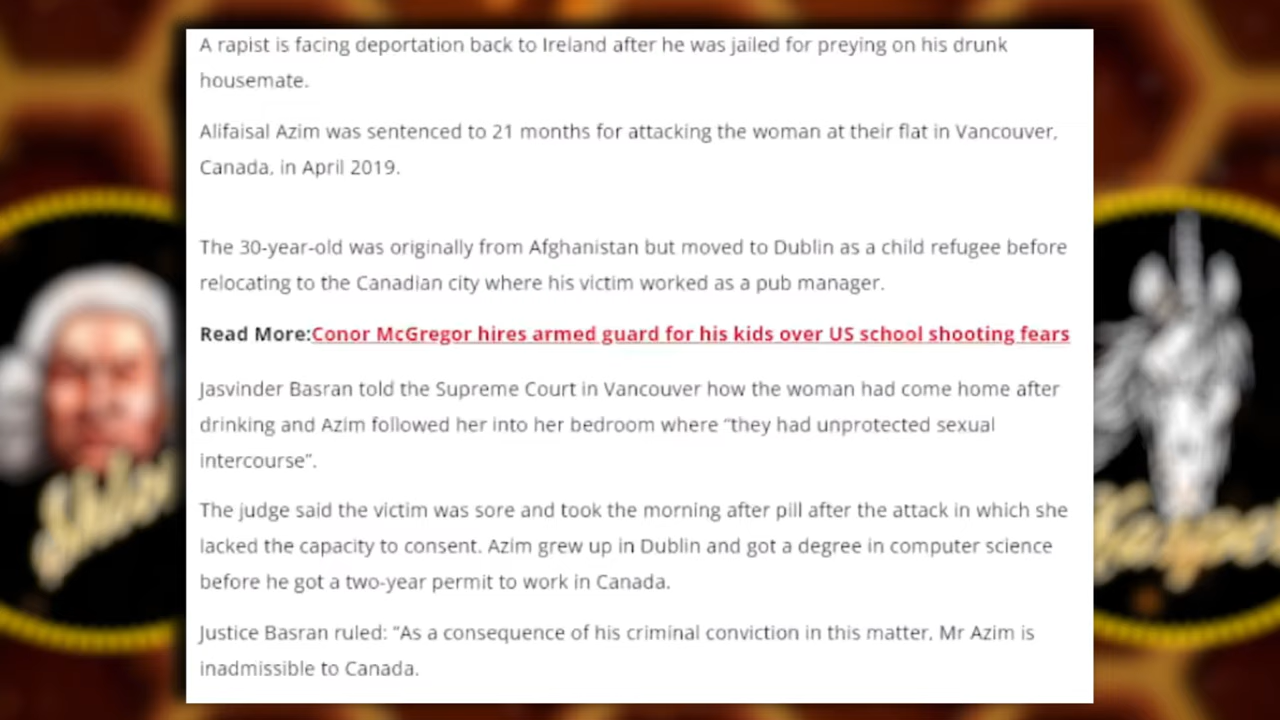 A rapist is facing deportation back to Ireland after he was jailed for preying on his drunk
housemate.
Alifaisal Azim was sentenced to 21 months for attacking the woman at their flat in Vancouver,
Canada, in April 2019.
The 30-year-old was originally from Afghanistan but moved to Dublin as a child refugee before
relocating to the Canadian city where his victim worked as a pub manager.
Read More:Conor McGregor hires armed guard for his kids over US school shooting fears
Jasvinder Basran told the Supreme Court in Vancouver how the woman had come home after
drinking and Azim followed her into her bedroom where “they had unprotected sexual
intercourse”.
The judge said the victim was sore and took the morning after pill after the attack in which she
lacked the capacity to consent. Azim grew up in Dublin and got a degree in computer science
before he got a two-year permit to work in Canada.
Justice Basran ruled: “As a consequence of his criminal conviction in this matter, Mr Azim is
inadmissible to Canada.